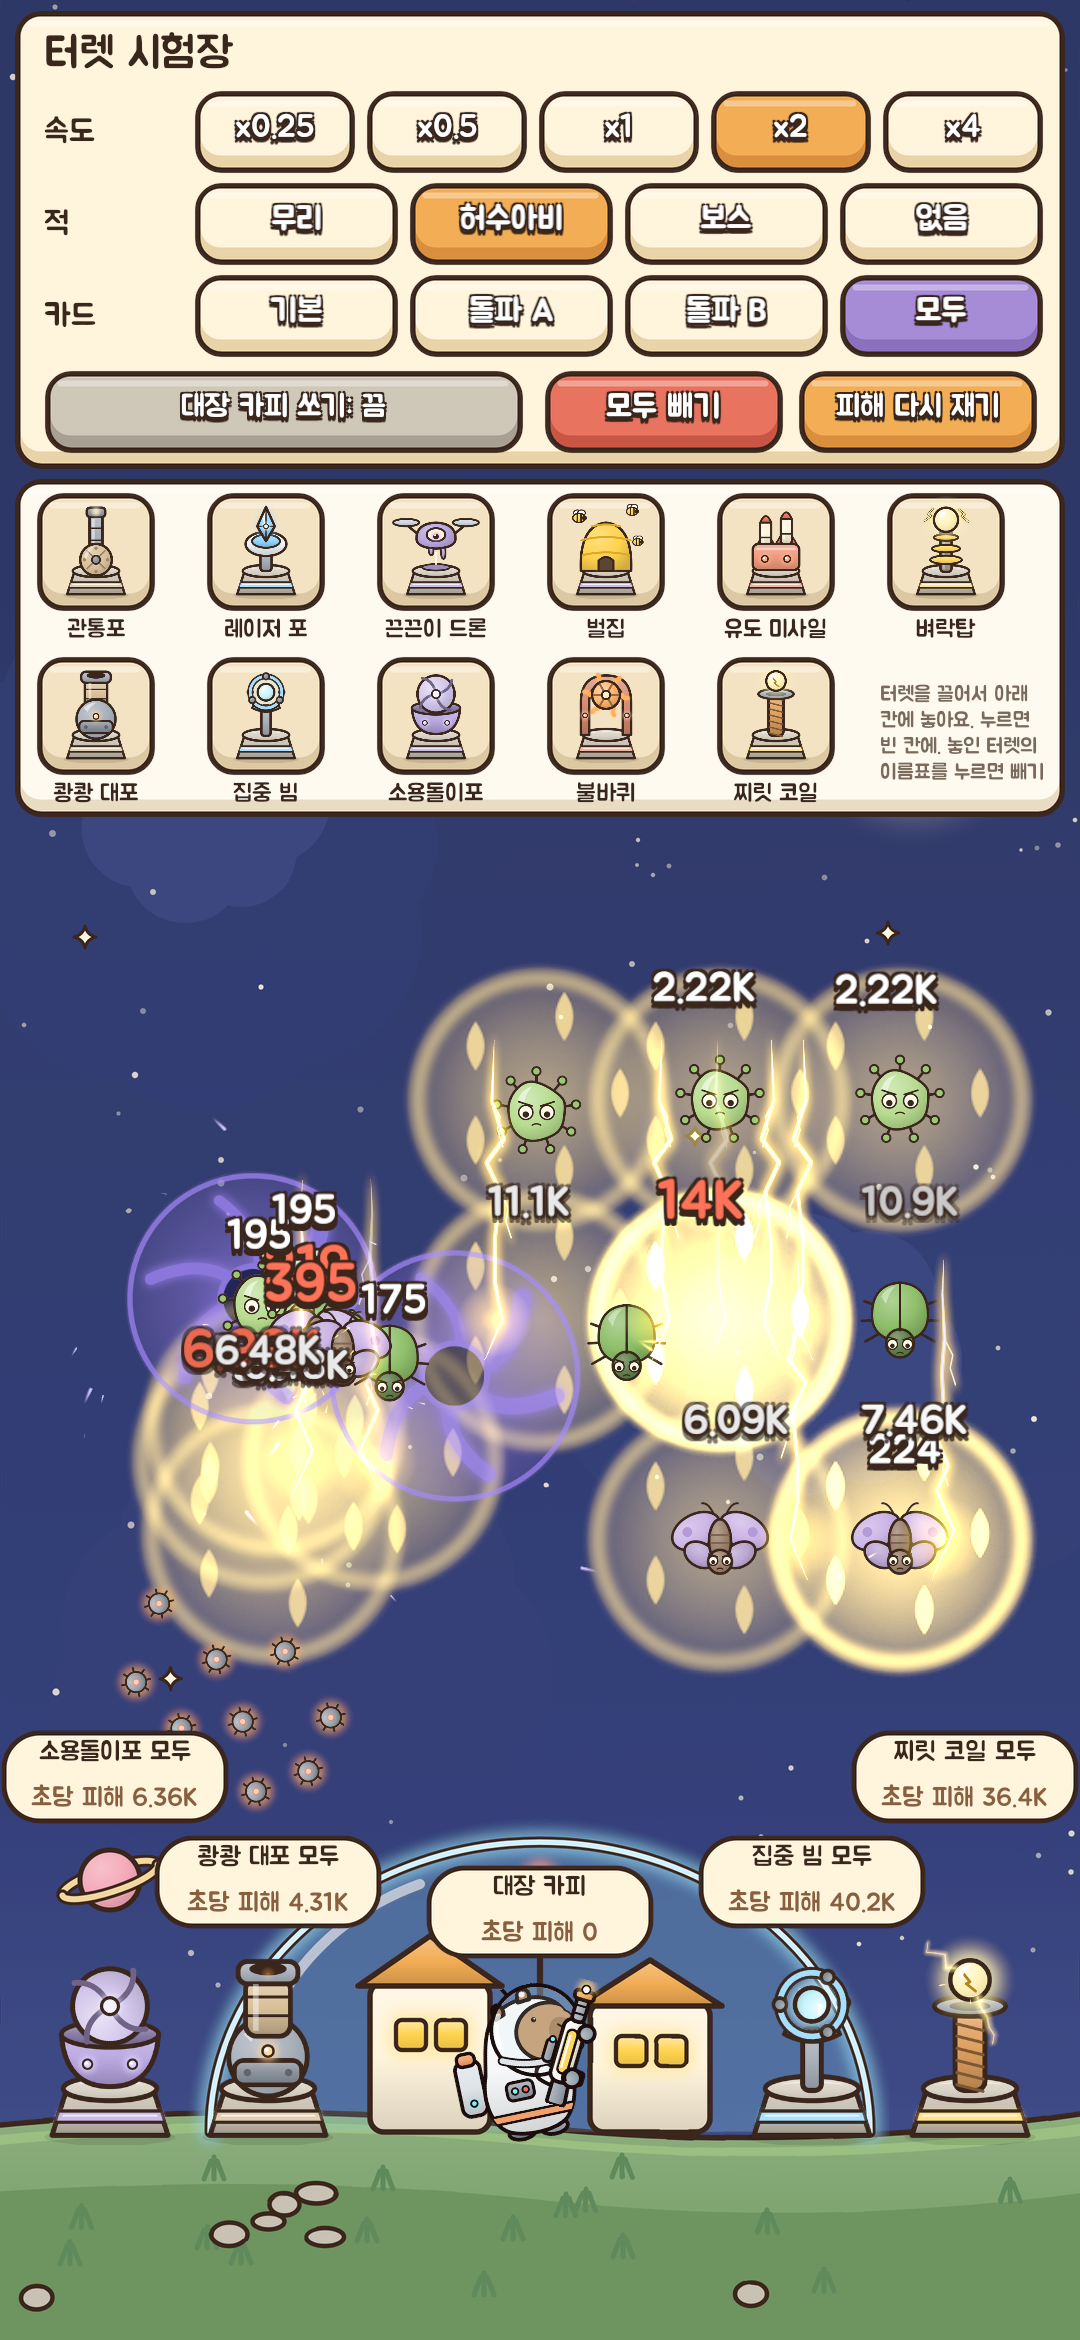 터렛 시험장
속도
x0.25
x0.5
x1
x2
x4
적
무리
허수아비
보스
없음
카드
기본
돌파 A
돌파 B
모두
대장 카피 쏘기: 끔
모두 빼기
피해 다시 재기
관통포
레이저 포
끈끈이 드론
벌집
유도 미사일
벼락탑
쾅쾅 대포
집중 빔
소용돌이포
불바퀴
찌릿 코일
터렛을 끌어서 아래
칸에 놓아요. 누르면
빈 칸에. 놓인 터렛의
이름표를 누르면 빼기
2.22K
2.22K
11.1K
14K
10.9K
195
195
395
175
6.48K
6.09K
7.46K
224
소용돌이포 모두
초당 피해 6.36K
찌릿 코일 모두
초당 피해 36.4K
쾅쾅 대포 모두
초당 피해 4.31K
집중 빔 모두
초당 피해 40.2K
대장 카피
초당 피해 0